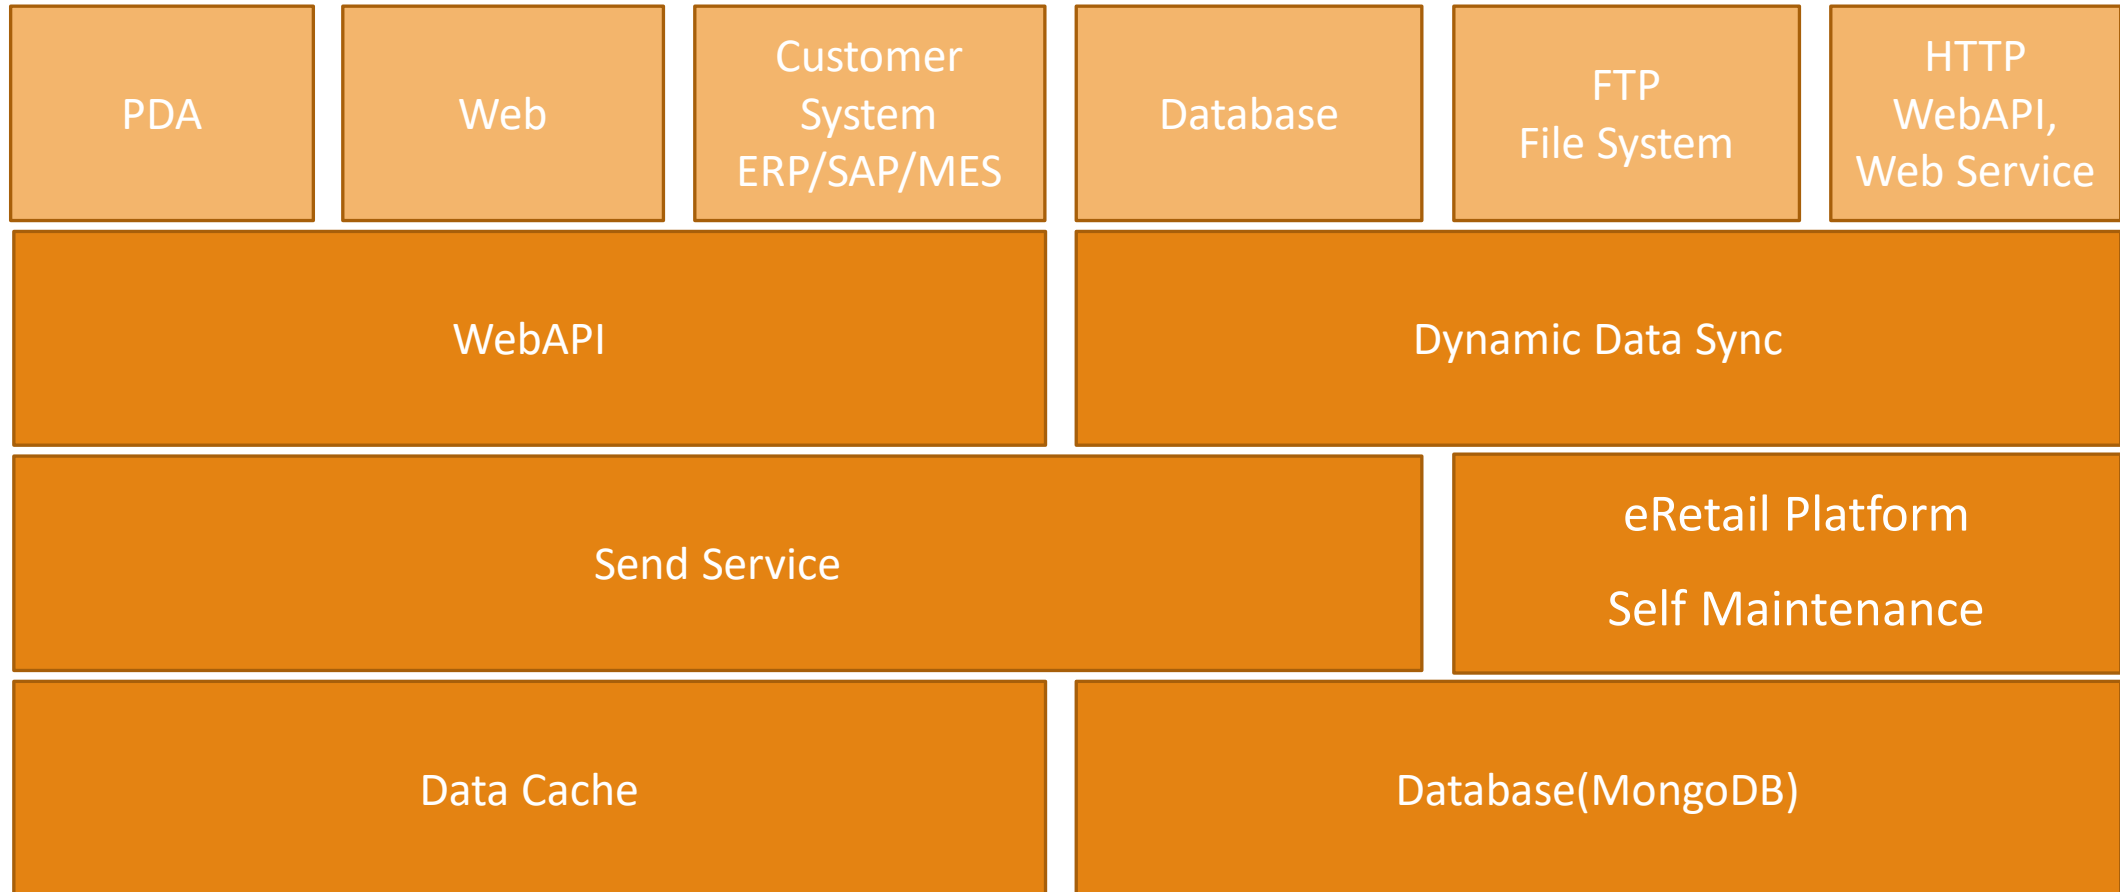 PDA
Web
Customer
System
ERP/SAP/MES
Database
FTP
File System
HTTP
WebAPI,
Web Service
WebAPI
Dynamic Data Sync
Send Service
eRetail Platform
Self Maintenance
Data Cache
Database(MongoDB)